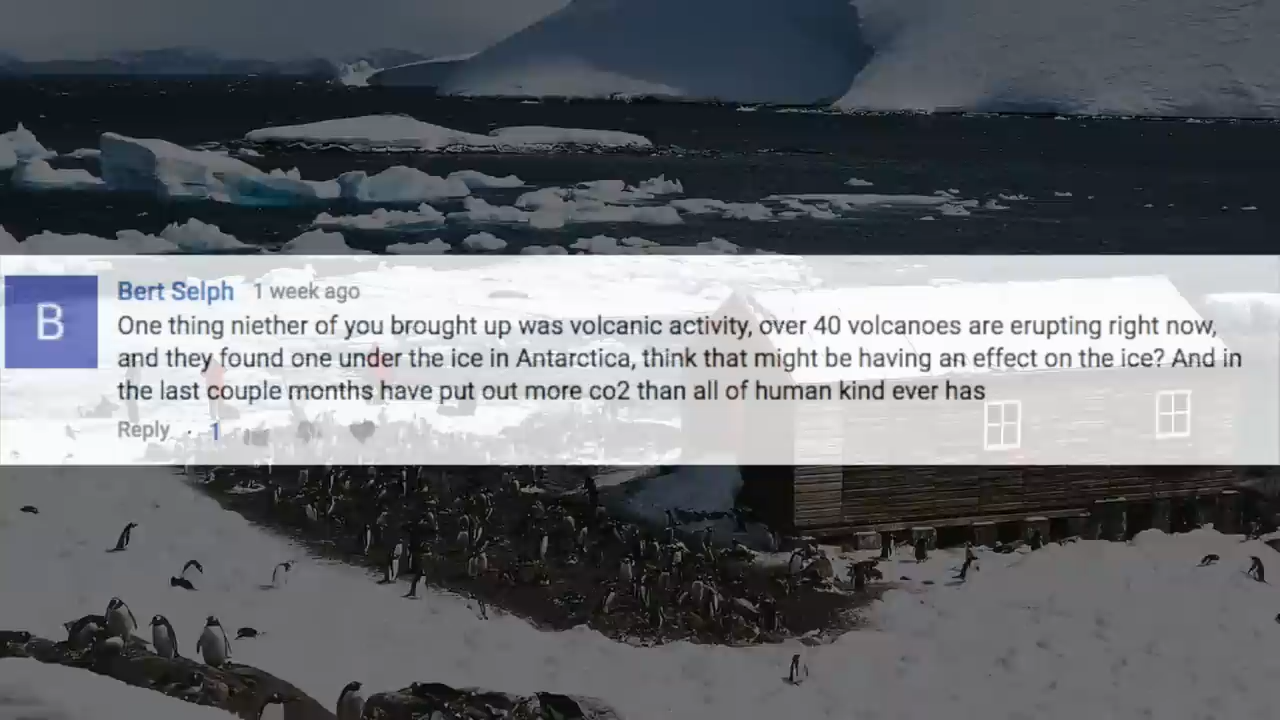 B
Bert Selph 1 week ago
One thing niether of you brought up was volcanic activity, over 40 volcanoes are erupting right now,
and they found one under the ice in Antarctica, think that might be having an effect on the ice? And in
the last couple months have put out more co2 than all of human kind ever has
Reply · 1